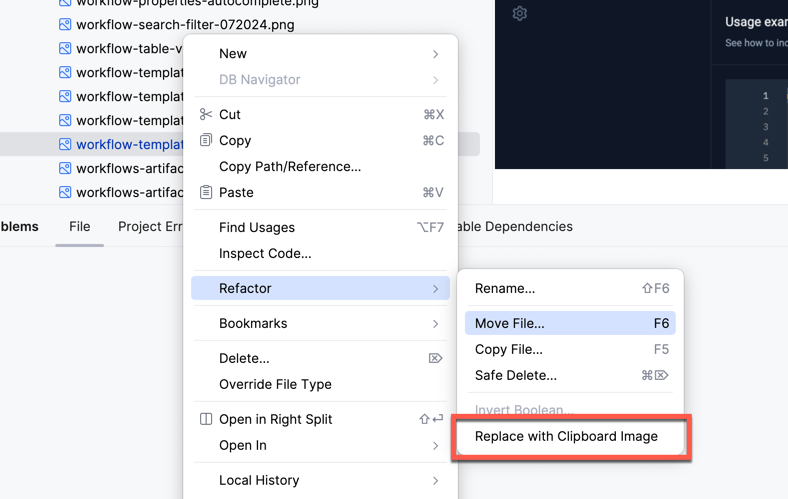 workflow-properties-autocomplete.png
workflow-search-filter-072024.png
workflow-table-v
workflow-templat
workflow-templat
workflow-templat
workflow-templat
workflows-artifac
workflows-artifac
Usage exar
See how to inc
1
2
3
4
5
blems
File
Project Err
able Dependencies
New
DB Navigator
Cut ⌘X
Copy ⌘C
Copy Path/Reference...
Paste ⌘V
Find Usages ⌥F7
Inspect Code...
Refactor
Bookmarks
Delete... ⌦
Override File Type
Open in Right Split ⇧⏎
Open In
Local History
Rename... ⇧F6
Move File... F6
Copy File... F5
Safe Delete... ⌘⌦
Invert Boolean...
Replace with Clipboard Image